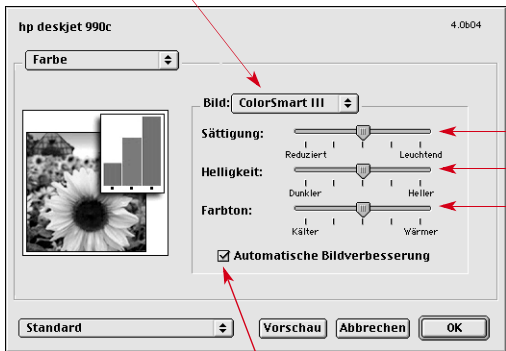 hp deskjet 990c
4.0b04
Farbe
Bild: ColorSmart III
Sättigung:
Reduziert Leuchtend
Helligkeit:
Dunkler Heller
Farbton:
Kälter Wärmer
Automatische Bildverbesserung
Standard Vorschau Abbrechen OK